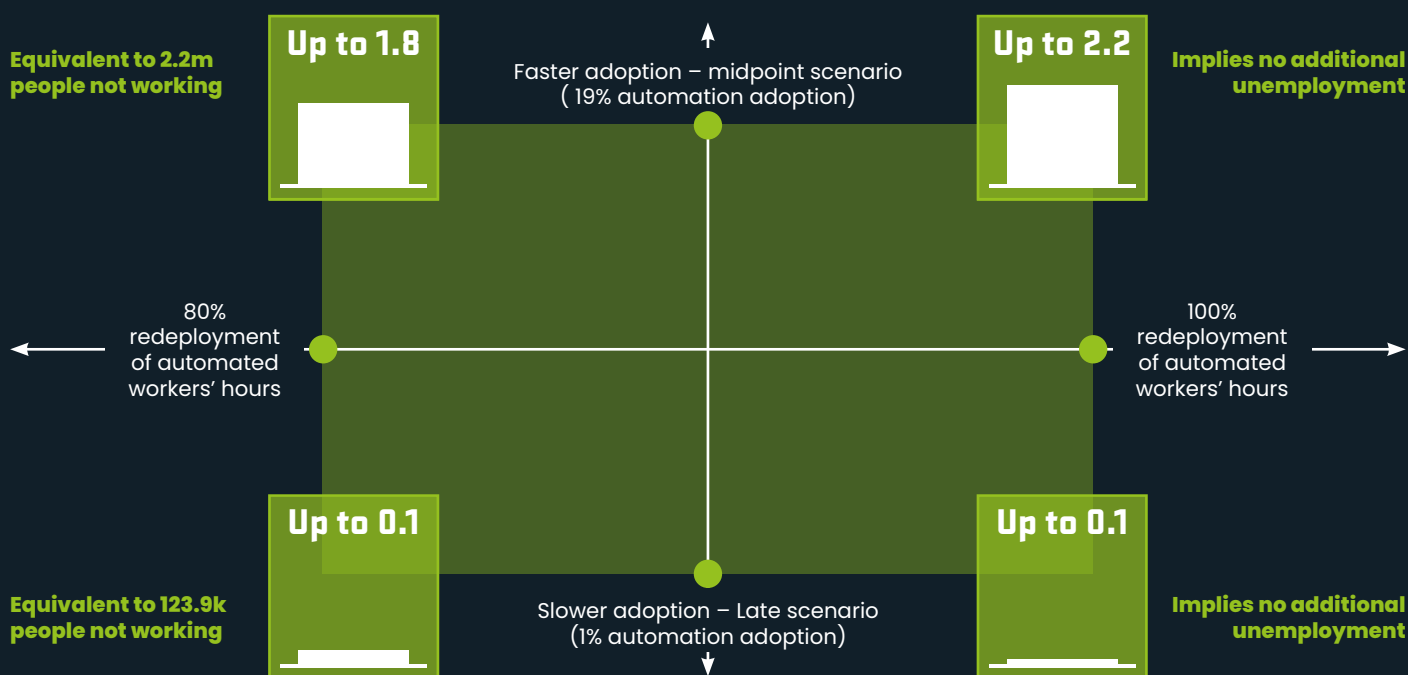 Equivalent to 2.2m
people not working
Up to 1.8
Faster adoption – midpoint scenario
( 19% automation adoption)
Up to 2.2
Implies no additional
unemployment
80%
redeployment
of automated
workers’ hours
100%
redeployment
of automated
workers’ hours
Equivalent to 123.9k
people not working
Up to 0.1
Slower adoption – Late scenario
(1% automation adoption)
Up to 0.1
Implies no additional
unemployment